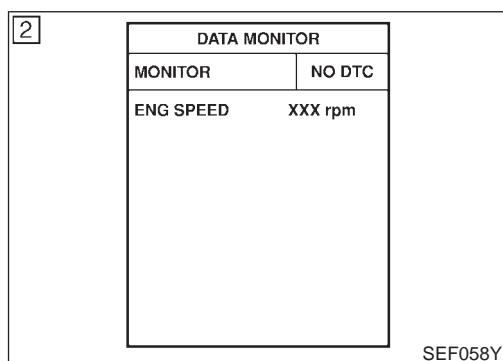 2
DATA MONITOR
MONITOR NO DTC
ENG SPEED XXX rpm
SEF058Y